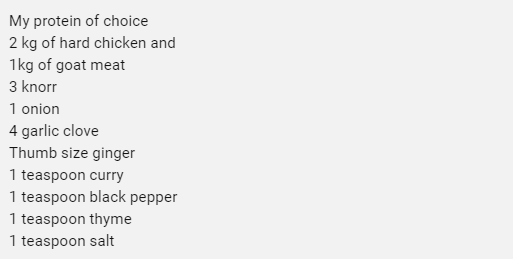 My protein of choice
2 kg of hard chicken and
1kg of goat meat
3 knorr
1 onion
4 garlic clove
Thumb size ginger
1 teaspoon curry
1 teaspoon black pepper
1 teaspoon thyme
1 teaspoon salt